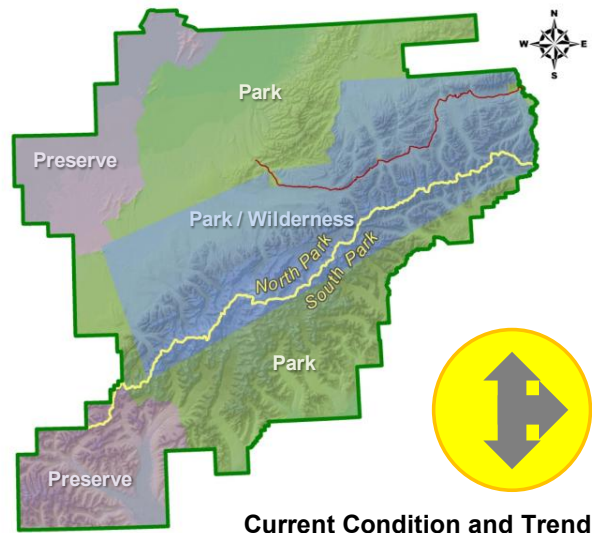 N
W E
S
Park
Preserve
Park / Wilderness
North Park
South Park
Park
Preserve
Current Condition and Trend